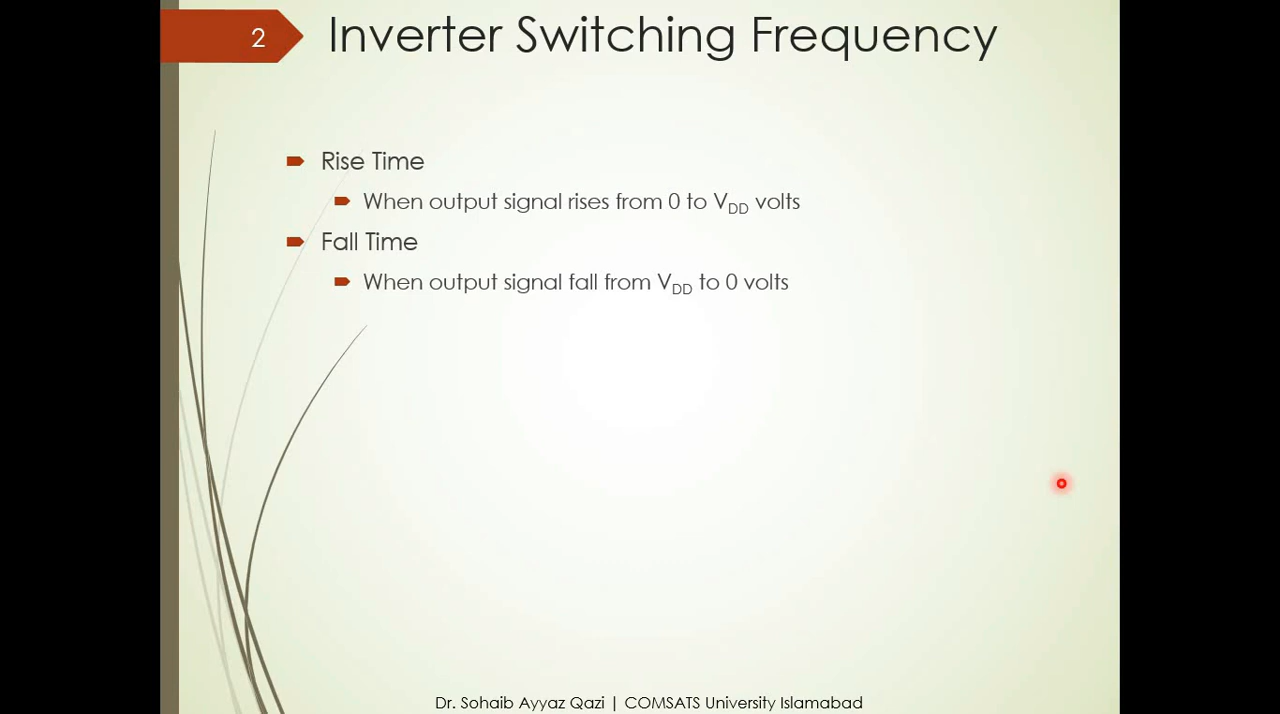 2
Inverter Switching Frequency
Rise Time
When output signal rises from 0 to VDD volts
Fall Time
When output signal fall from VDD to 0 volts
Dr. Sohaib Ayyaz Qazi | COMSATS University Islamabad